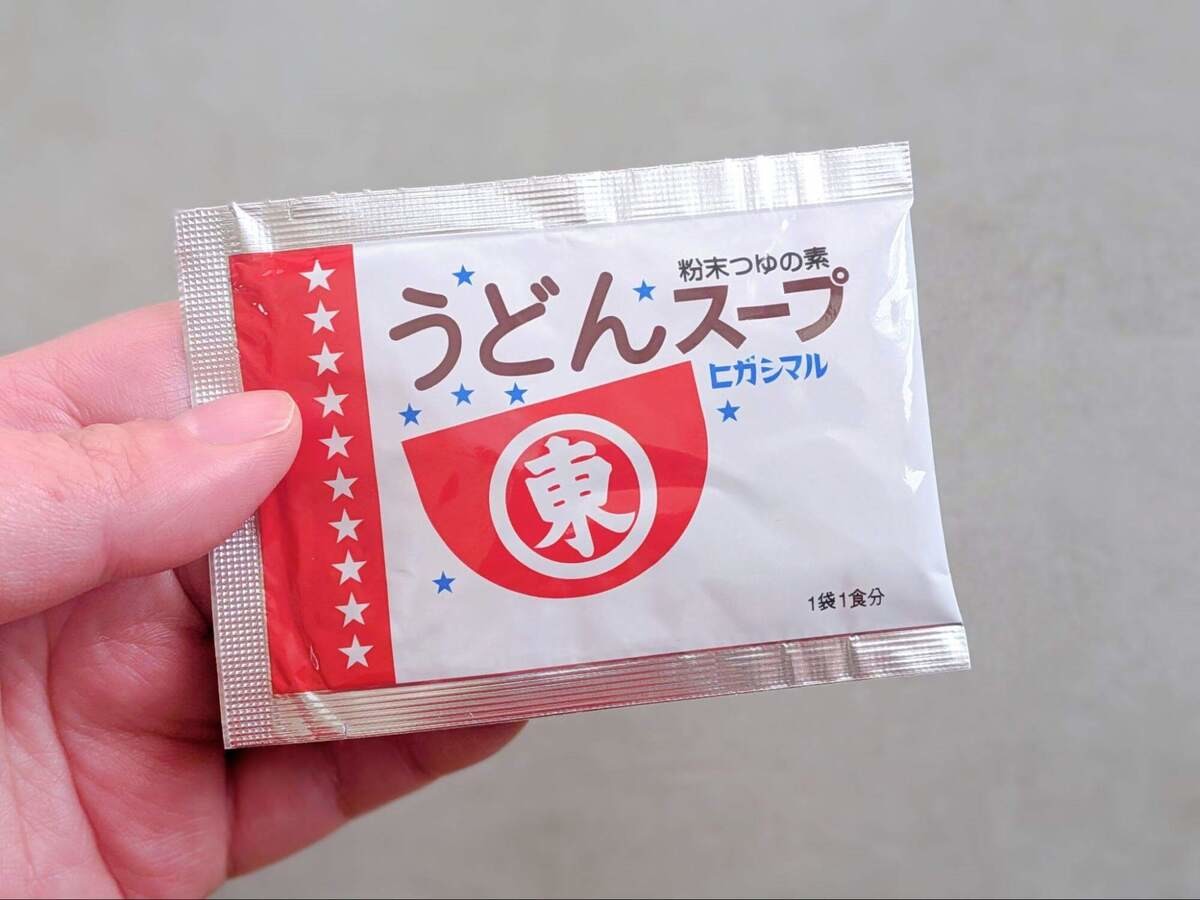 粉末つゆの素
うどんスープ
ヒガシマル
東
1袋1食分